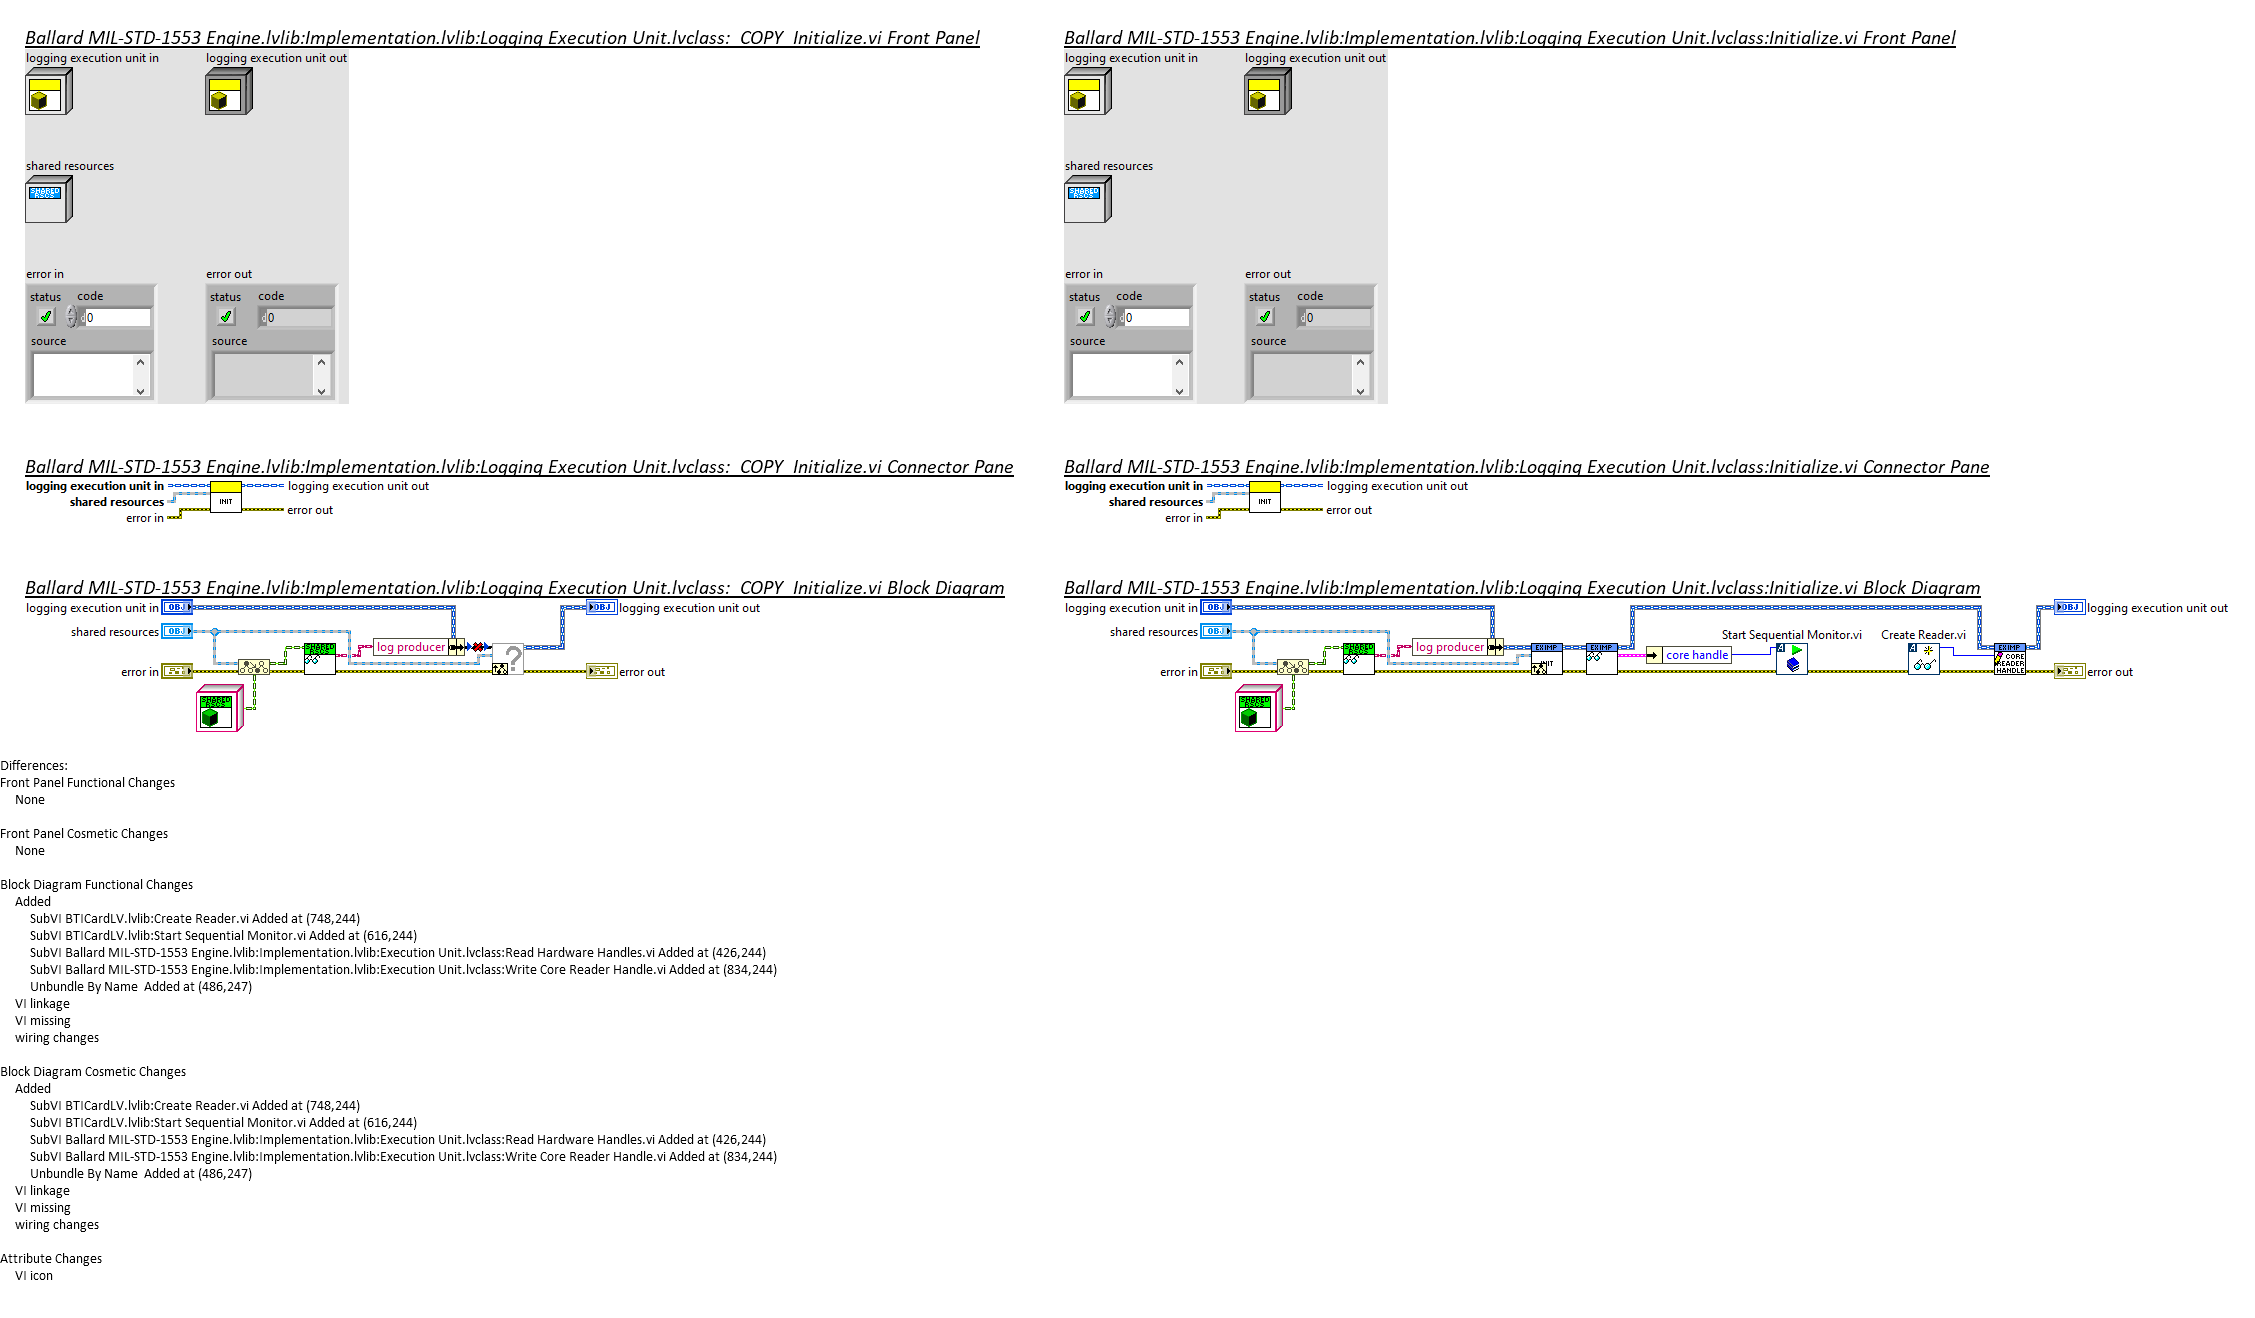 Ballard MIL-STD-1553 Engine.lvlib:Implementation.lvlib:Logging Execution Unit.lvclass:_COPY_Initialize.vi Front Panel
logging execution unit in
logging execution unit out
shared resources
SHARED
RSCS
error in
error out
status
code
d 0
source
status
code
d 0
source
Ballard MIL-STD-1553 Engine.lvlib:Implementation.lvlib:Logging Execution Unit.lvclass:Initialize.vi Front Panel
logging execution unit in
logging execution unit out
shared resources
SHARED
RSCS
error in
error out
status
code
d 0
source
status
code
d 0
source
Ballard MIL-STD-1553 Engine.lvlib:Implementation.lvlib:Logging Execution Unit.lvclass:_COPY_Initialize.vi Connector Pane
logging execution unit in
logging execution unit out
shared resources
INIT
error in
error out
Ballard MIL-STD-1553 Engine.lvlib:Implementation.lvlib:Logging Execution Unit.lvclass:Initialize.vi Connector Pane
logging execution unit in
logging execution unit out
shared resources
INIT
error in
error out
Ballard MIL-STD-1553 Engine.lvlib:Implementation.lvlib:Logging Execution Unit.lvclass:_COPY_Initialize.vi Block Diagram
logging execution unit in
OBJ
OBJ
logging execution unit out
shared resources
OBJ
SHARED
RSCS
log producer
?
error in
error out
SHARED
RSCS
Ballard MIL-STD-1553 Engine.lvlib:Implementation.lvlib:Logging Execution Unit.lvclass:Initialize.vi Block Diagram
logging execution unit in
OBJ
OBJ
logging execution unit out
shared resources
OBJ
Start Sequential Monitor.vi
Create Reader.vi
SHARED
RSCS
log producer
EXIMP
INIT
EXIMP
core handle
A
A
EXIMP
CORE
READER
HANDLE
error in
error out
SHARED
RSCS
Differences:
Front Panel Functional Changes
None
Front Panel Cosmetic Changes
None
Block Diagram Functional Changes
Added
SubVI BTICardLV.lvlib:Create Reader.vi Added at (748,244)
SubVI BTICardLV.lvlib:Start Sequential Monitor.vi Added at (616,244)
SubVI Ballard MIL-STD-1553 Engine.lvlib:Implementation.lvlib:Execution Unit.lvclass:Read Hardware Handles.vi Added at (426,244)
SubVI Ballard MIL-STD-1553 Engine.lvlib:Implementation.lvlib:Execution Unit.lvclass:Write Core Reader Handle.vi Added at (834,244)
Unbundle By Name  Added at (486,247)
VI linkage
VI missing
wiring changes
Block Diagram Cosmetic Changes
Added
SubVI BTICardLV.lvlib:Create Reader.vi Added at (748,244)
SubVI BTICardLV.lvlib:Start Sequential Monitor.vi Added at (616,244)
SubVI Ballard MIL-STD-1553 Engine.lvlib:Implementation.lvlib:Execution Unit.lvclass:Read Hardware Handles.vi Added at (426,244)
SubVI Ballard MIL-STD-1553 Engine.lvlib:Implementation.lvlib:Execution Unit.lvclass:Write Core Reader Handle.vi Added at (834,244)
Unbundle By Name  Added at (486,247)
VI linkage
VI missing
wiring changes
Attribute Changes
VI icon